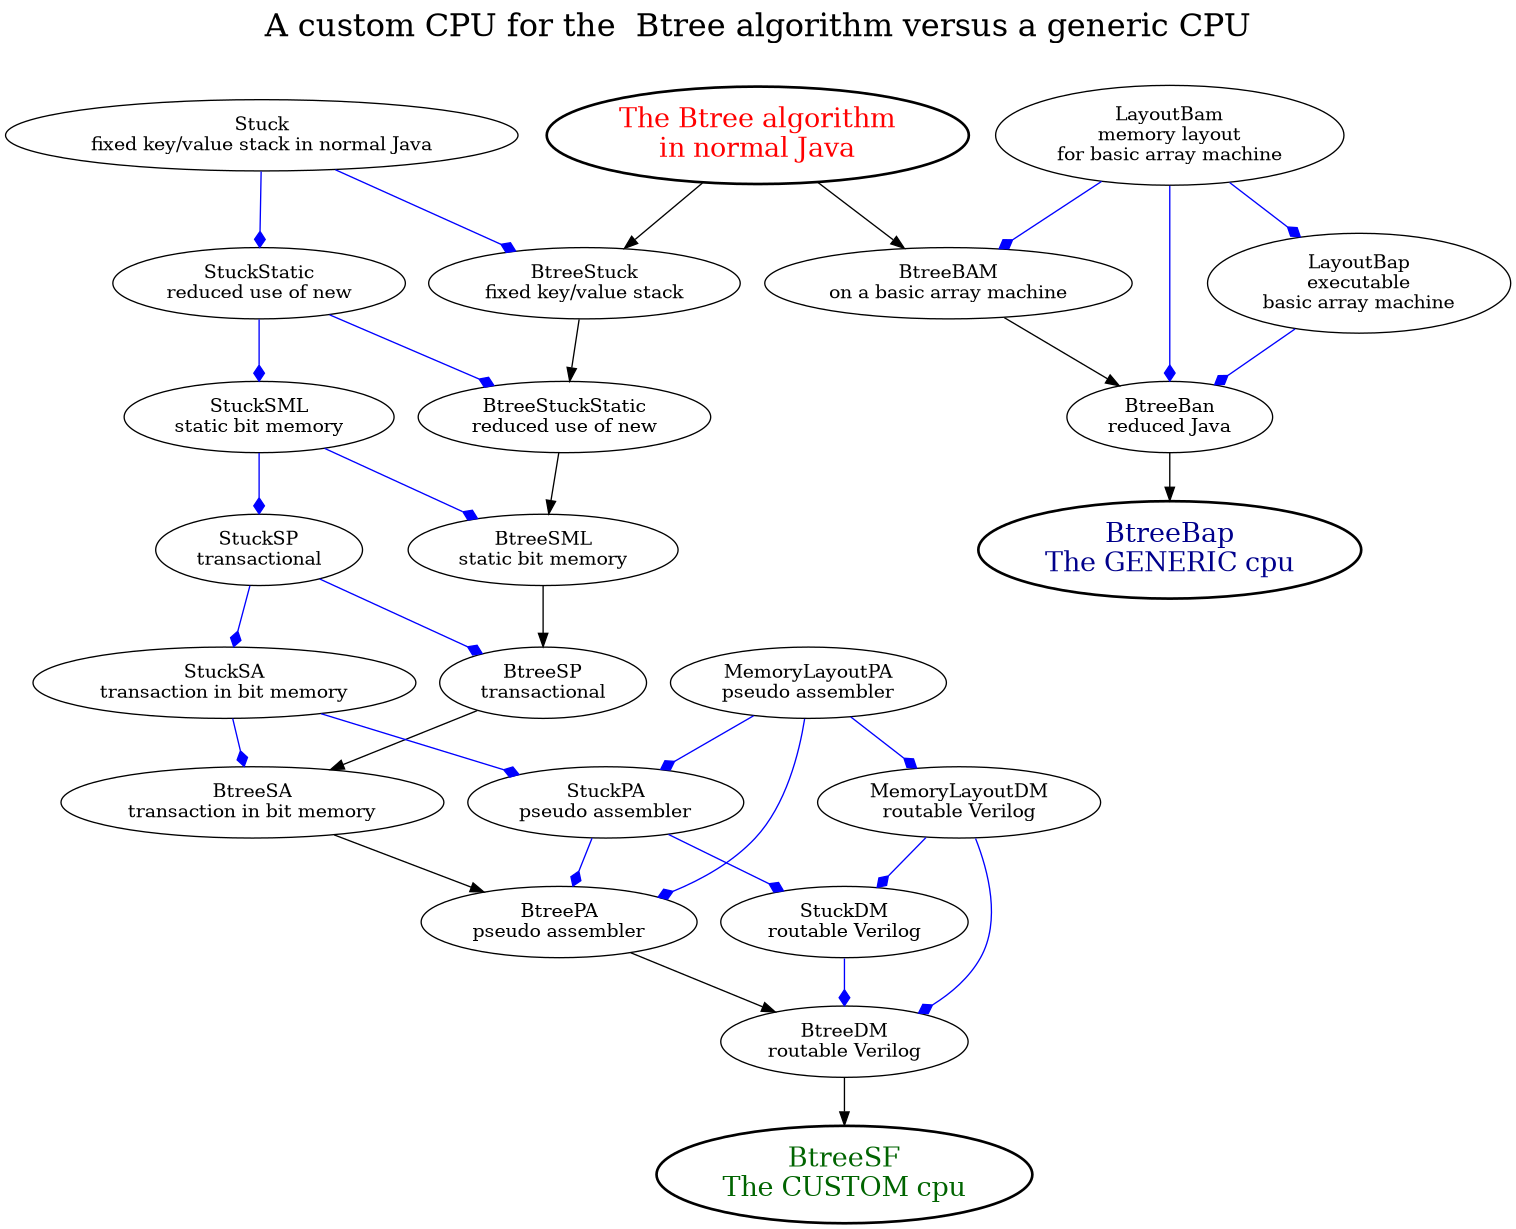 A custom CPU for the  Btree algorithm versus a generic CPU
Stuck
fixed key/value stack in normal Java
The Btree algorithm
in normal Java
LayoutBam
memory layout
for basic array machine
StuckStatic
reduced use of new
BtreeStuck
fixed key/value stack
BtreeBAM
on a basic array machine
LayoutBap
executable
basic array machine
StuckSML
static bit memory
BtreeStuckStatic
reduced use of new
BtreeBan
reduced Java
StuckSP
transactional
BtreeSML
static bit memory
BtreeBap
The GENERIC cpu
StuckSA
transaction in bit memory
BtreeSP
transactional
MemoryLayoutPA
pseudo assembler
BtreeSA
transaction in bit memory
StuckPA
pseudo assembler
MemoryLayoutDM
routable Verilog
BtreePA
pseudo assembler
StuckDM
routable Verilog
BtreeDM
routable Verilog
BtreeSF
The CUSTOM cpu